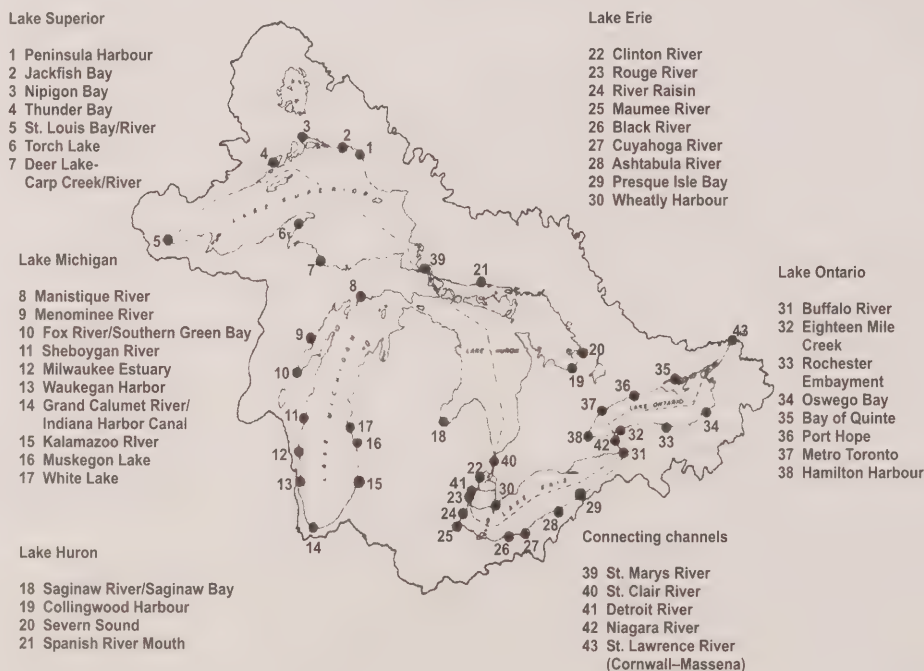 Lake Superior
1 Peninsula Harbour
2 Jackfish Bay
3 Nipigon Bay
4 Thunder Bay
5 St. Louis Bay/River
6 Torch Lake
7 Deer Lake-
Carp Creek/River
Lake Michigan
8 Manistique River
9 Menominee River
10 Fox River/Southern Green Bay
11 Sheboygan River
12 Milwaukee Estuary
13 Waukegan Harbor
14 Grand Calumet River/
Indiana Harbor Canal
15 Kalamazoo River
16 Muskegon Lake
17 White Lake
Lake Huron
18 Saginaw River/Saginaw Bay
19 Collingwood Harbour
20 Severn Sound
21 Spanish River Mouth
Lake Erie
22 Clinton River
23 Rouge River
24 River Raisin
25 Maumee River
26 Black River
27 Cuyahoga River
28 Ashtabula River
29 Presque Isle Bay
30 Wheatly Harbour
Lake Ontario
31 Buffalo River
32 Eighteen Mile
Creek
33 Rochester
Embayment
34 Oswego Bay
35 Bay of Quinte
36 Port Hope
37 Metro Toronto
38 Hamilton Harbour
Connecting channels
39 St. Marys River
40 St. Clair River
41 Detroit River
42 Niagara River
43 St. Lawrence River
(Cornwall--Massena)
3
2
1
4
LAKE SUPERIOR
6
5
7
39
21
8
9
10
LAKE HURON
20
19
43
35
36
37
LAKE ONTARIO
34
33
38
32
42
31
11
17
16
18
12
13
15
14
40
22
41
23
30
24
25
LAKE ERIE
29
28
26
27